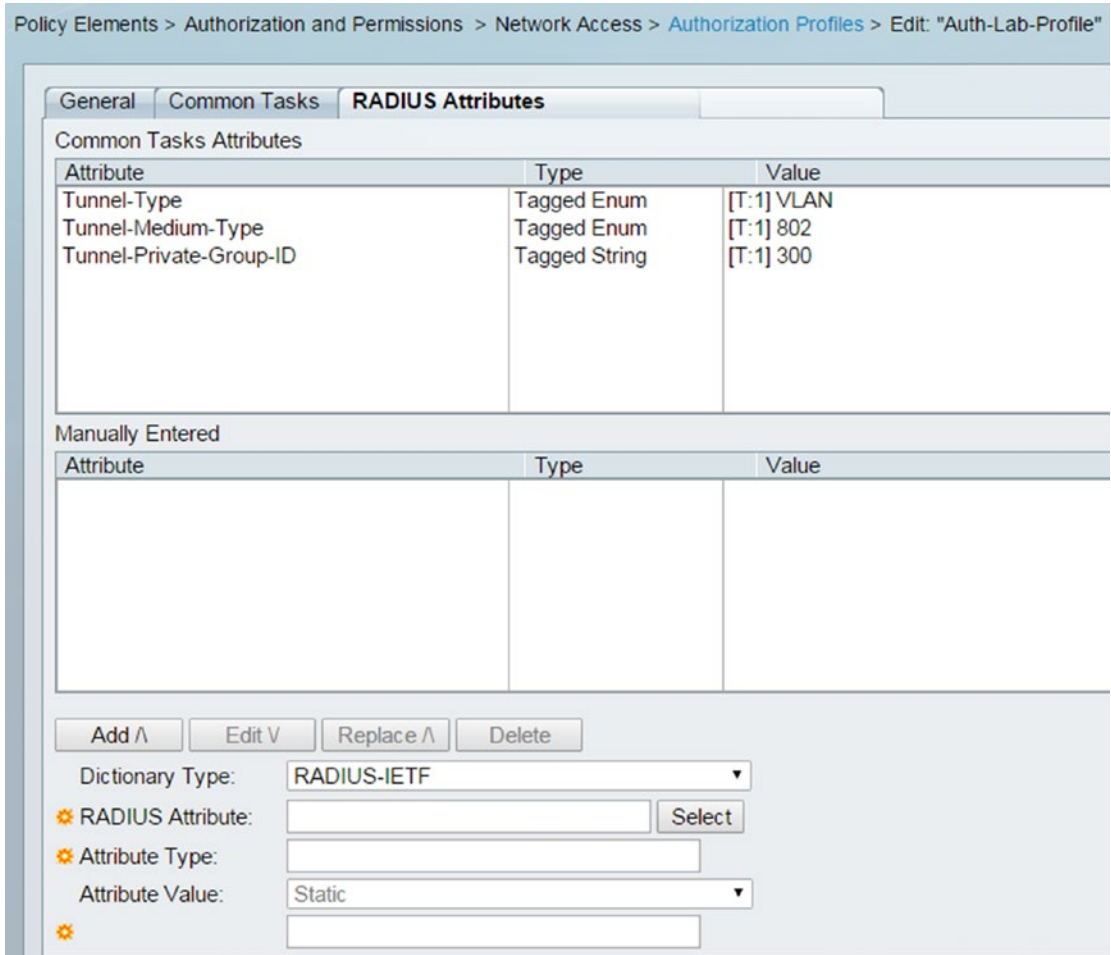 Policy Elements > Authorization and Permissions > Network Access > Authorization Profiles > Edit: "Auth-Lab-Profile"
General Common Tasks RADIUS Attributes
Common Tasks Attributes
Attribute Type Value
Tunnel-Type Tagged Enum [T:1] VLAN
Tunnel-Medium-Type Tagged Enum [T:1] 802
Tunnel-Private-Group-ID Tagged String [T:1] 300
Manually Entered
Attribute Type Value
Add /\ Edit \/ Replace /\ Delete
Dictionary Type: RADIUS-IETF
RADIUS Attribute: Select
Attribute Type:
Attribute Value: Static